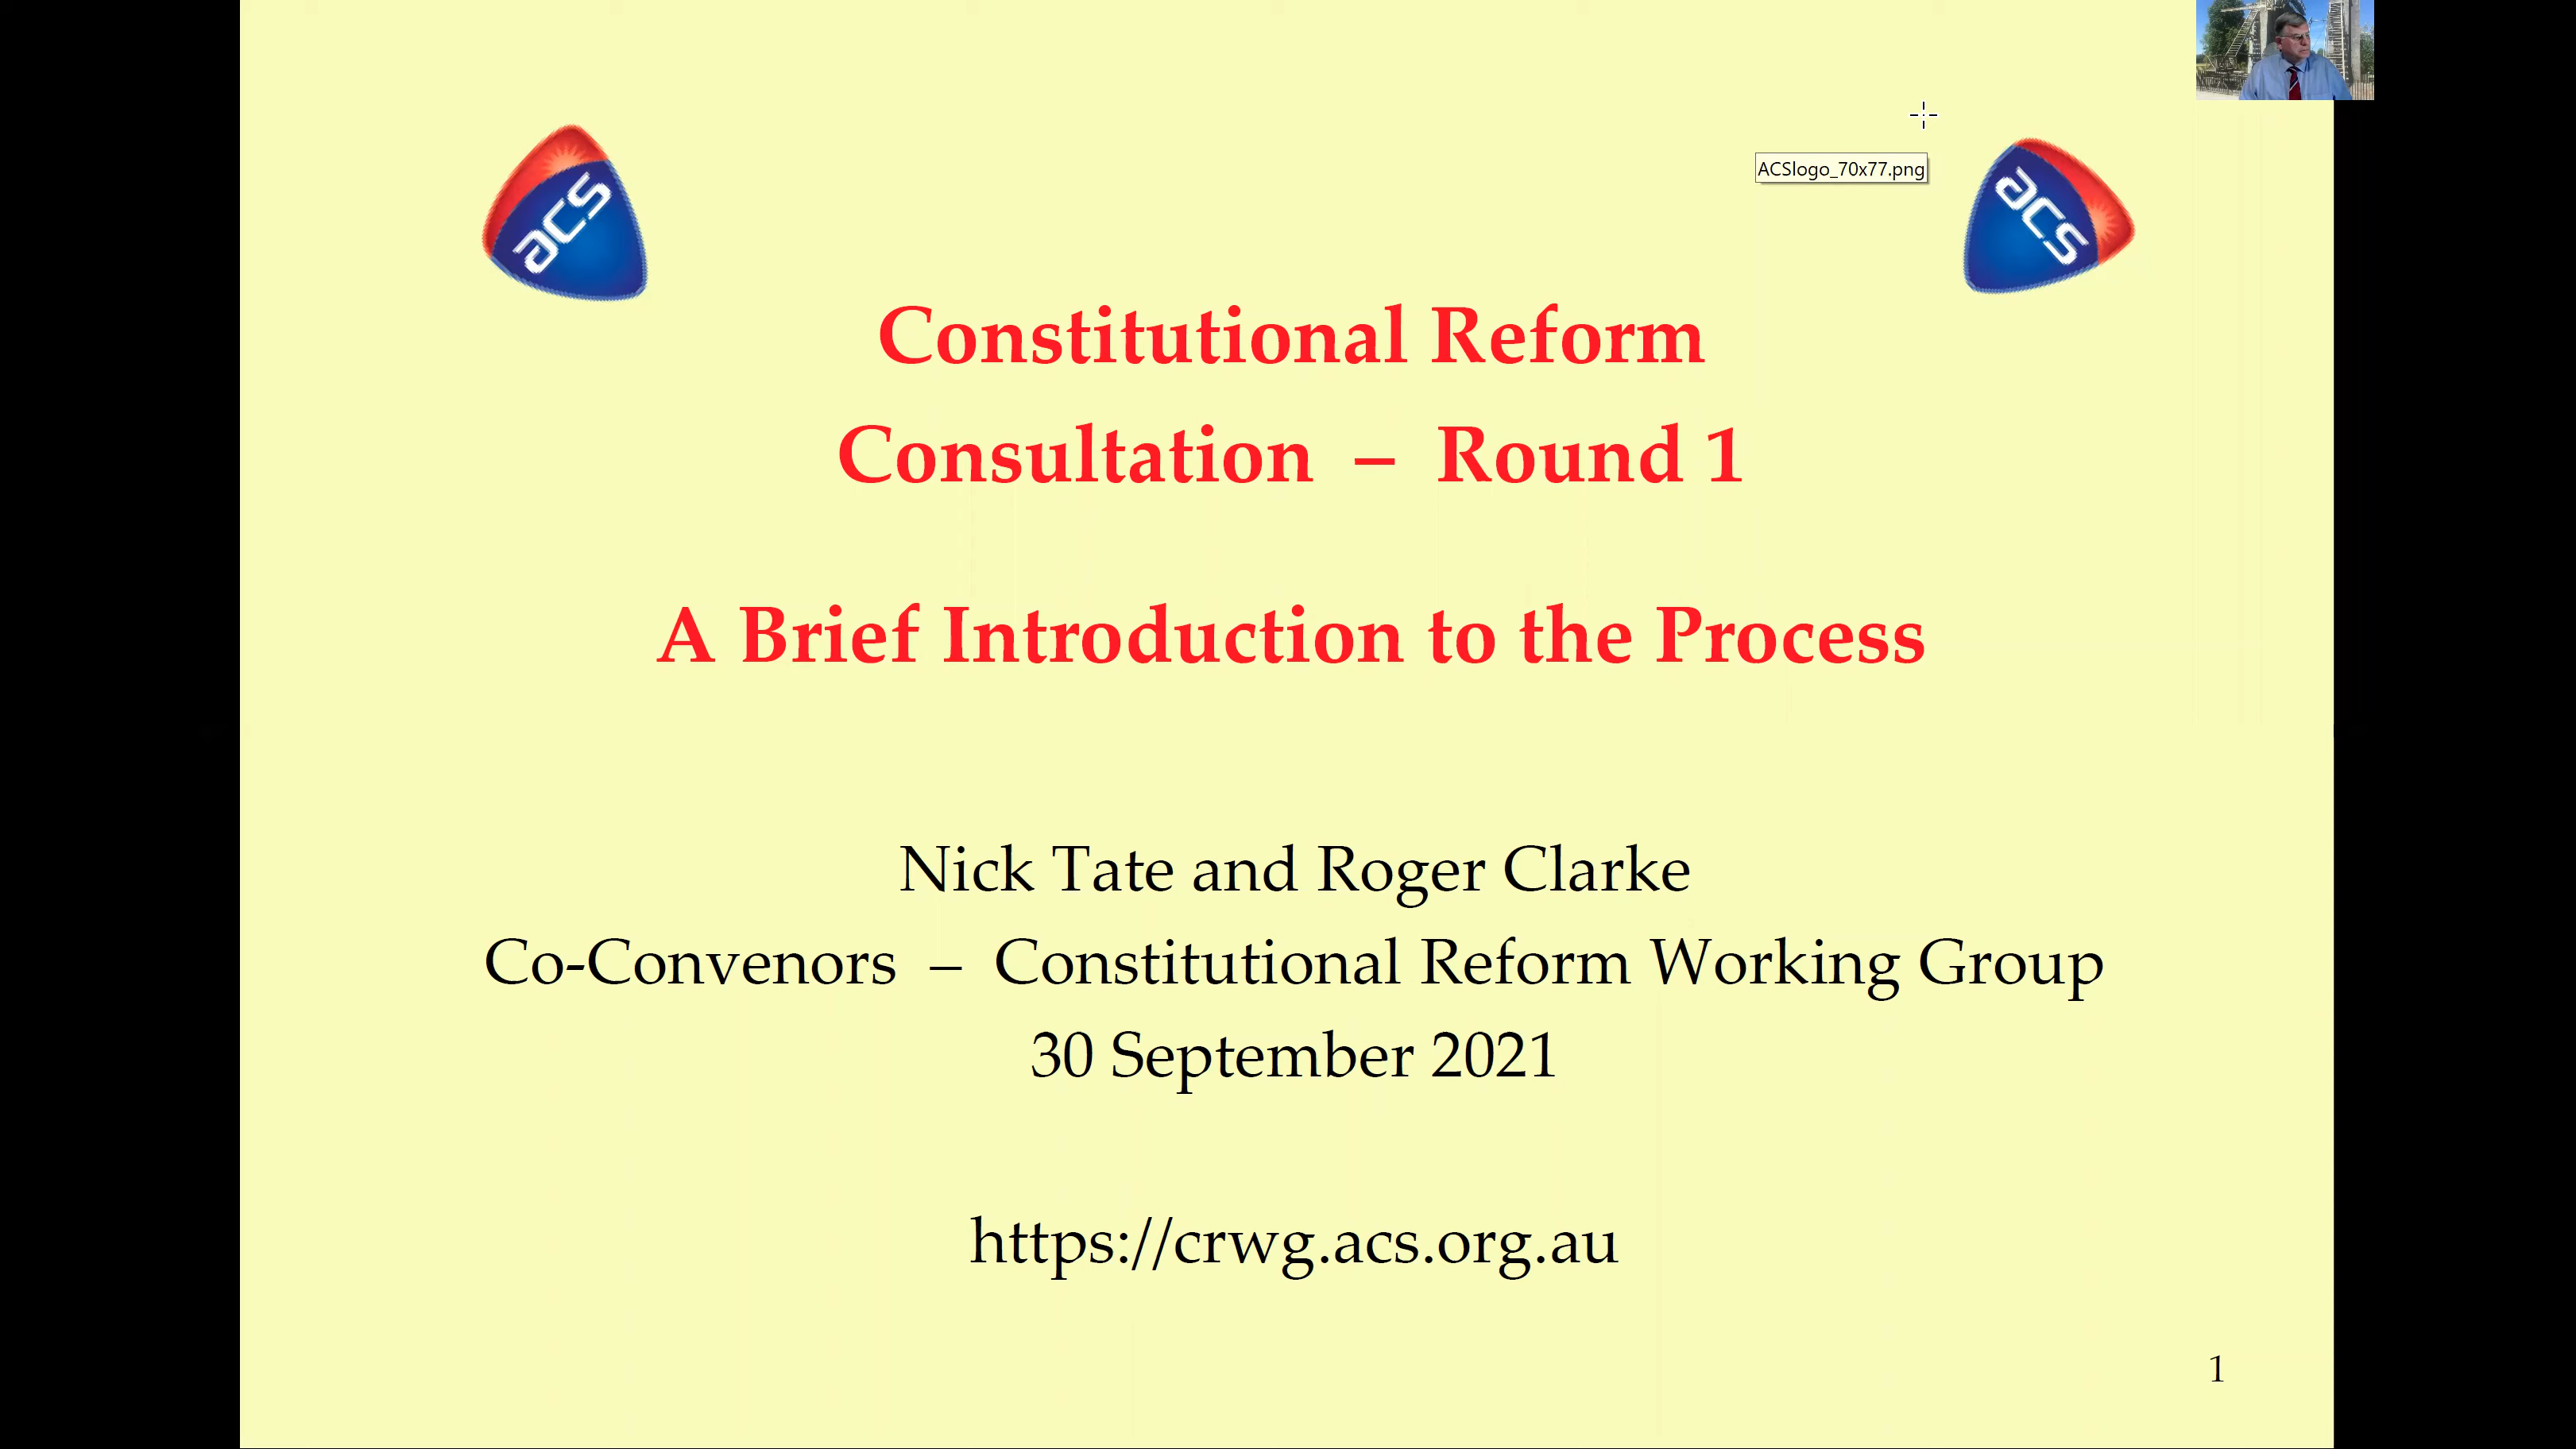 acs
ACSlogo_70x77.png
acs
Constitutional Reform
Consultation – Round 1
A Brief Introduction to the Process
Nick Tate and Roger Clarke
Co-Convenors – Constitutional Reform Working Group
30 September 2021
https://crwg.acs.org.au
1